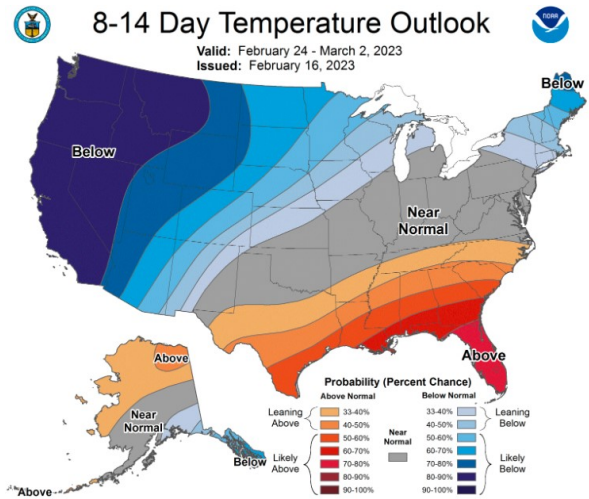 8-14 Day Temperature Outlook
Valid: February 24 - March 2, 2023
Issued: February 16, 2023
NOAA
Below
Below
Near
Normal
Above
Above
Near
Normal
Below
Above
Probability (Percent Chance)
Above Normal
Below Normal
Leaning
Above
33-40%
40-50%
Likely
Above
50-60%
60-70%
70-80%
80-90%
90-100%
Near
Normal
33-40%
40-50%
Leaning
Below
50-60%
60-70%
70-80%
80-90%
90-100%
Likely
Below